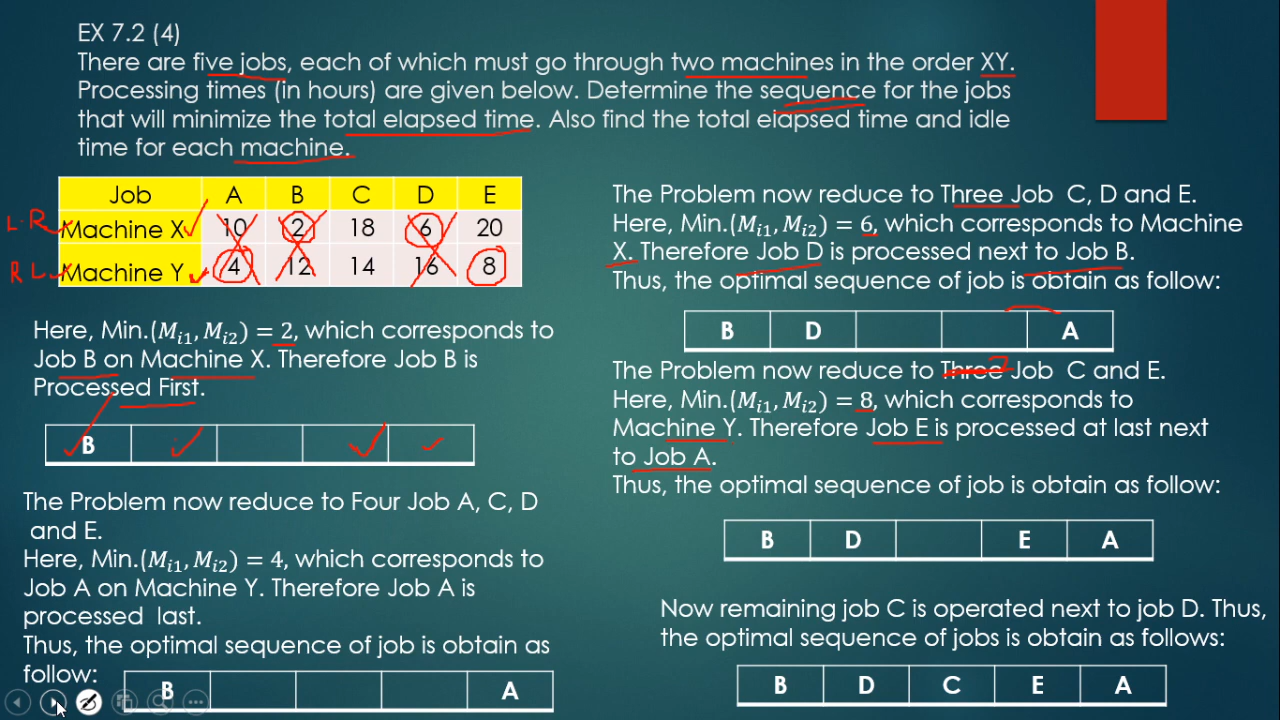 EX 7.2 (4)
There are five jobs, each of which must go through two machines in the order XY.
Processing times (in hours) are given below. Determine the sequence for the jobs
that will minimize the total elapsed time. Also find the total elapsed time and idle
time for each machine.
Job A B C D E
L.R Machine X 10 2 18 6 20
R L Machine Y 4 12 14 16 8
Here, Min.(Mi1, Mi2) = 2, which corresponds to
Job B on Machine X. Therefore Job B is
Processed First.
B
The Problem now reduce to Four Job A, C, D
and E.
Here, Min.(Mi1, Mi2) = 4, which corresponds to
Job A on Machine Y. Therefore Job A is
processed last.
Thus, the optimal sequence of job is obtain as
follow:
B A
The Problem now reduce to Three Job C, D and E.
Here, Min.(Mi1, Mi2) = 6, which corresponds to Machine
X. Therefore Job D is processed next to Job B.
Thus, the optimal sequence of job is obtain as follow:
B D A
The Problem now reduce to Three 2 Job C and E.
Here, Min.(Mi1, Mi2) = 8, which corresponds to
Machine Y. Therefore Job E is processed at last next
to Job A.
Thus, the optimal sequence of job is obtain as follow:
B D E A
Now remaining job C is operated next to job D. Thus,
the optimal sequence of jobs is obtain as follows:
B D C E A